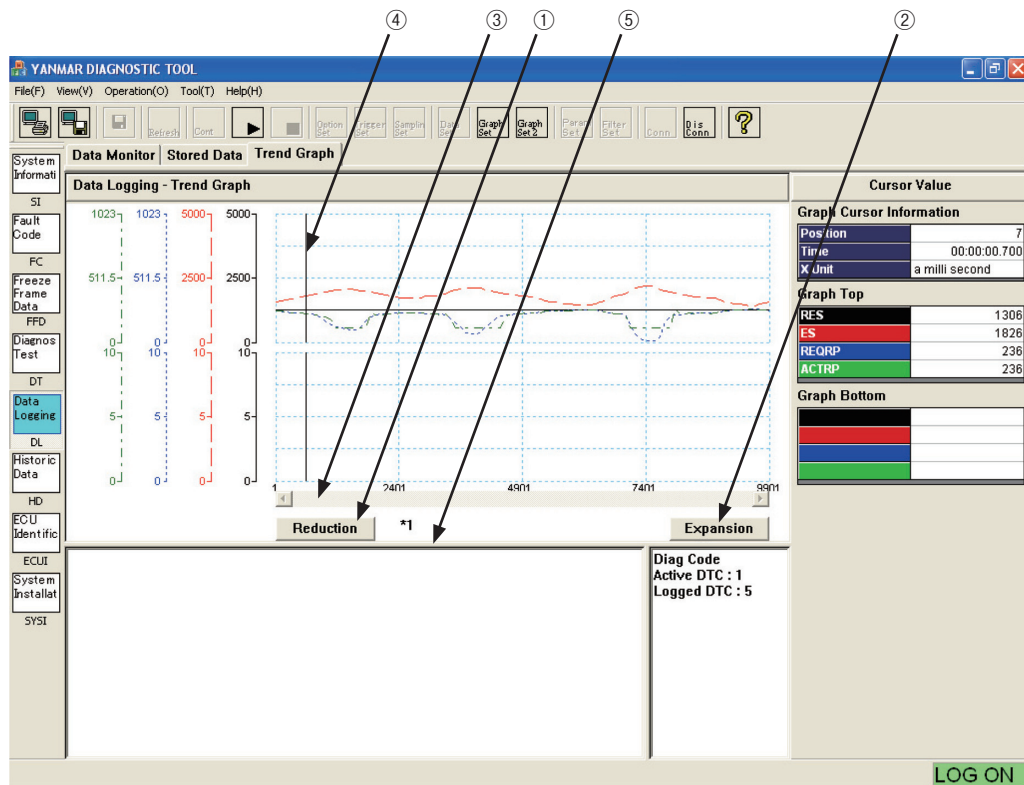 ④ ③ ① ⑤ ②
YANMAR DIAGNOSTIC TOOL
File(F) View(V) Operation(O) Tool(T) Help(H)
Refresh Cont Option Set Trigger Set Samplin Set Data Set Graph Set Graph Set 2 Param Set Filter Set Conn Dis Conn ?
Data Monitor Stored Data Trend Graph
System Informati
SI
Fault Code
FC
Freeze Frame Data
FFD
Diagnos Test
DT
Data Logging
DL
Historic Data
HD
ECU Identific
ECUI
System Installat
SYSI
Data Logging - Trend Graph
1023 1023 5000 5000
511.5 511.5 2500 2500
0 0 0 0
10 10 10 10
5 5 5 5
0 0 0 0
1 2401 4901 7401 9901
Reduction *1 Expansion
Diag Code
Active DTC : 1
Logged DTC : 5
Cursor Value
Graph Cursor Information
Position 7
Time 00:00:00.700
X Unit a milli second
Graph Top
RES 1306
ES 1826
REQRP 236
ACTRP 236
Graph Bottom
LOG ON